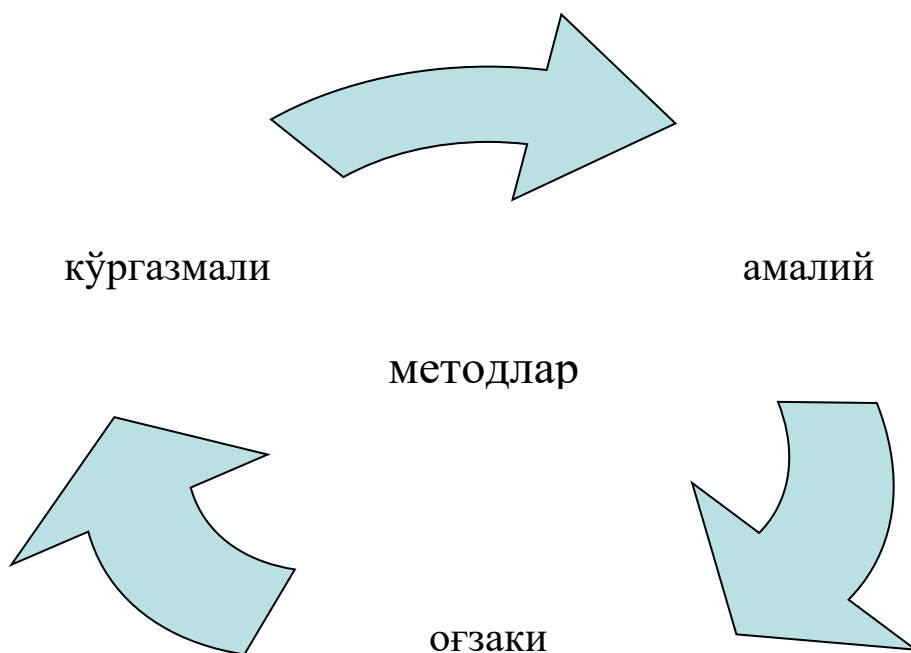 кўргазмали
амалий
методлар
оғзаки